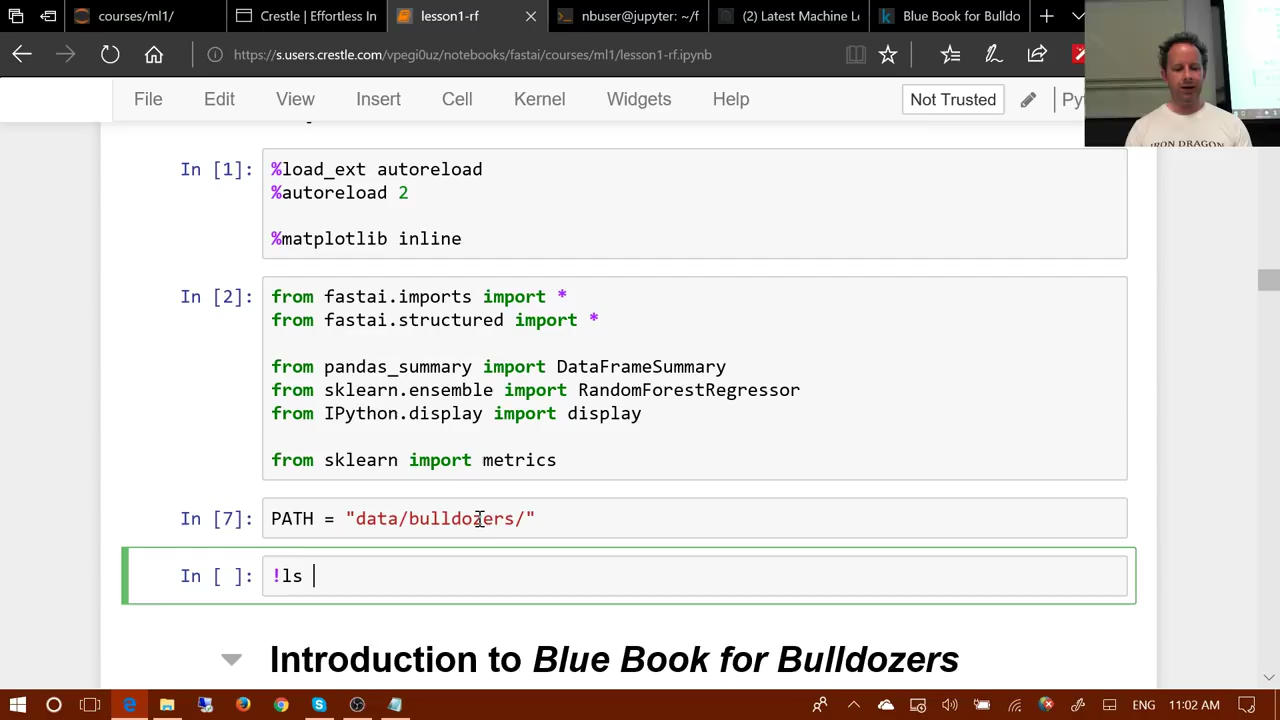 courses/ml1/
Crestle | Effortless In
lesson1-rf
nbuser@jupyter: ~/f
(2) Latest Machine Le
Blue Book for Bulldo
https://s.users.crestle.com/vpegi0uz/notebooks/fastai/courses/ml1/lesson1-rf.ipynb
File Edit View Insert Cell Kernel Widgets Help
Not Trusted
Py
IRON DRAGON
In [1]:
%load_ext autoreload
%autoreload 2
%matplotlib inline
In [2]:
from fastai.imports import *
from fastai.structured import *
from pandas_summary import DataFrameSummary
from sklearn.ensemble import RandomForestRegressor
from IPython.display import display
from sklearn import metrics
In [7]:
PATH = "data/bulldozers/"
In [ ]:
!ls
Introduction to Blue Book for Bulldozers
ENG
11:02 AM